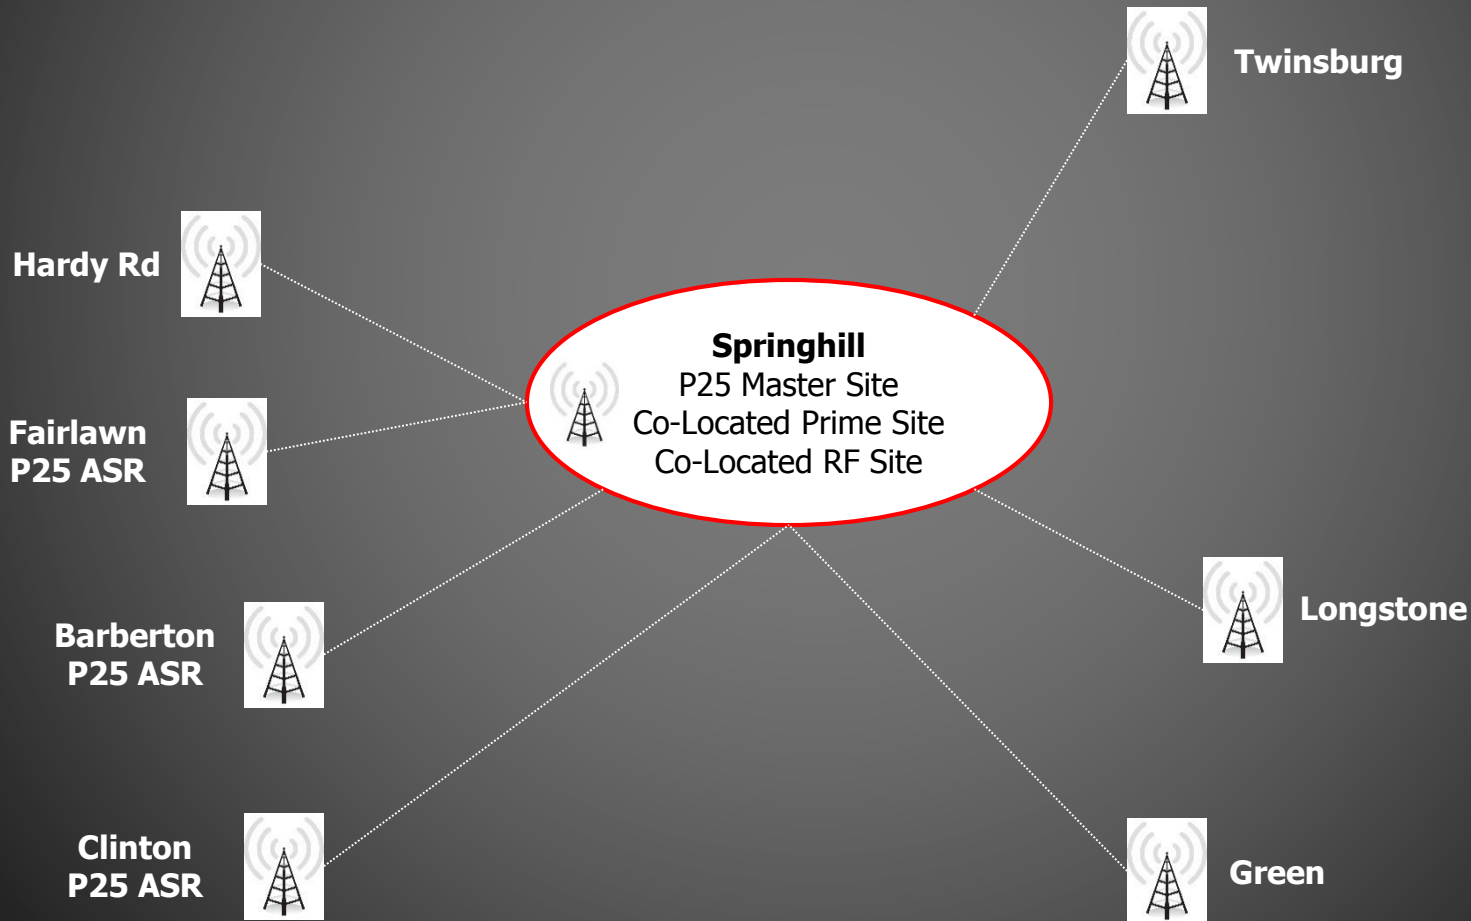 Twinsburg
Hardy Rd
Springhill
P25 Master Site
Co-Located Prime Site
Co-Located RF Site
Fairlawn
P25 ASR
Barberton
P25 ASR
Longstone
Clinton
P25 ASR
Green